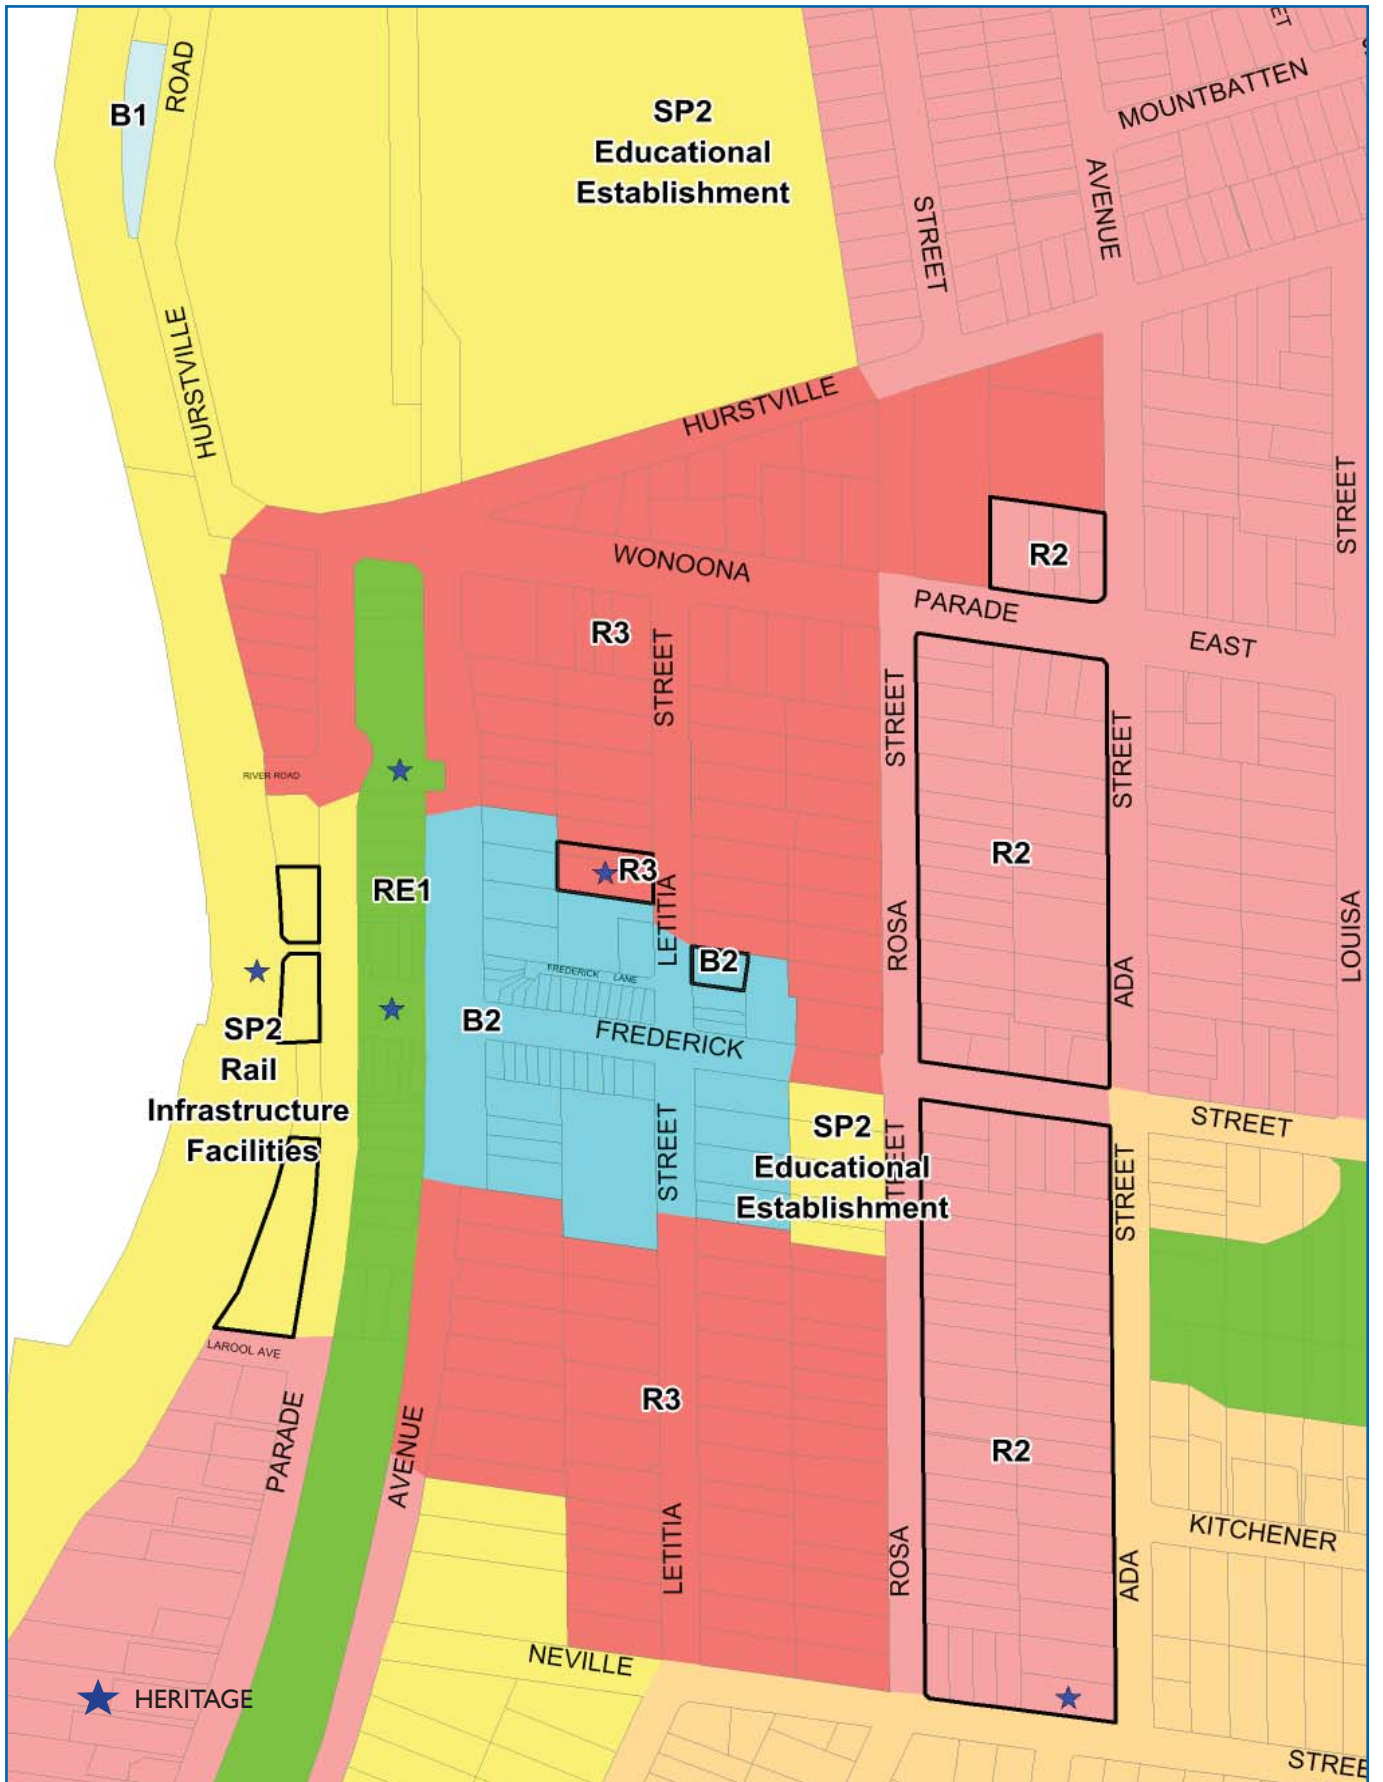 ET
ROAD
B1
SP2
Educational
Establishment
MOUNTBATTEN
STREET
AVENUE
HURSTVILLE
HURSTVILLE
STREET
WONOONA
R2
PARADE
EAST
R3
STREET
STREET
STREET
RIVER ROAD
R2
RE1
R3
LETITIA
ROSA
ADA
LOUISA
B2
FREDERICK LANE
B2
FREDERICK
SP2
Rail
Infrastructure
Facilities
SP2
Educational
Establishment
STREET
STREET
STREET
LAROOL AVE
PARADE
AVENUE
R3
R2
LETITIA
ROSA
ADA
KITCHENER
NEVILLE
HERITAGE
STREE